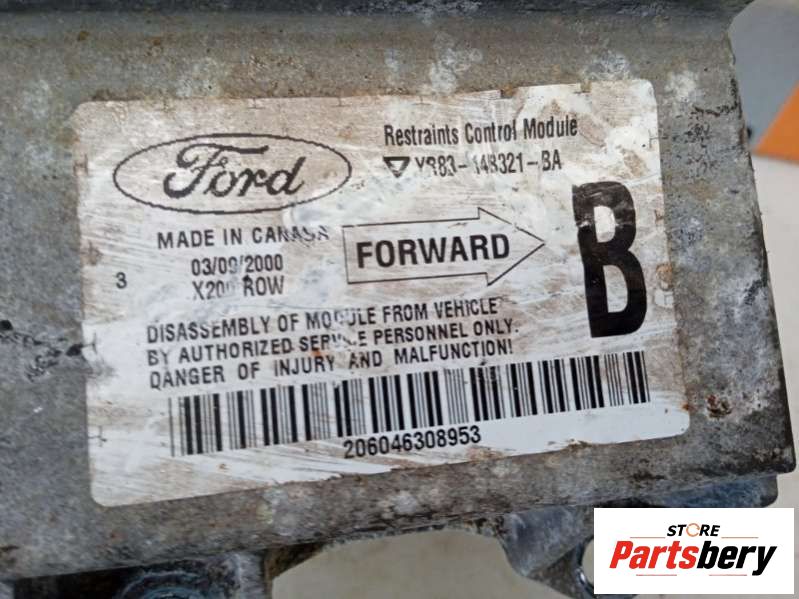 Ford
Restraints Control Module
14B321-BA
MADE IN CANADA
FORWARD
B
3
03/09/2000
X200 ROW
DISASSEMBLY OF MODULE FROM VEHICLE
BY AUTHORIZED SERVICE PERSONNEL ONLY.
DANGER OF INJURY AND MALFUNCTION!
206046308953
STORE
Partsbery